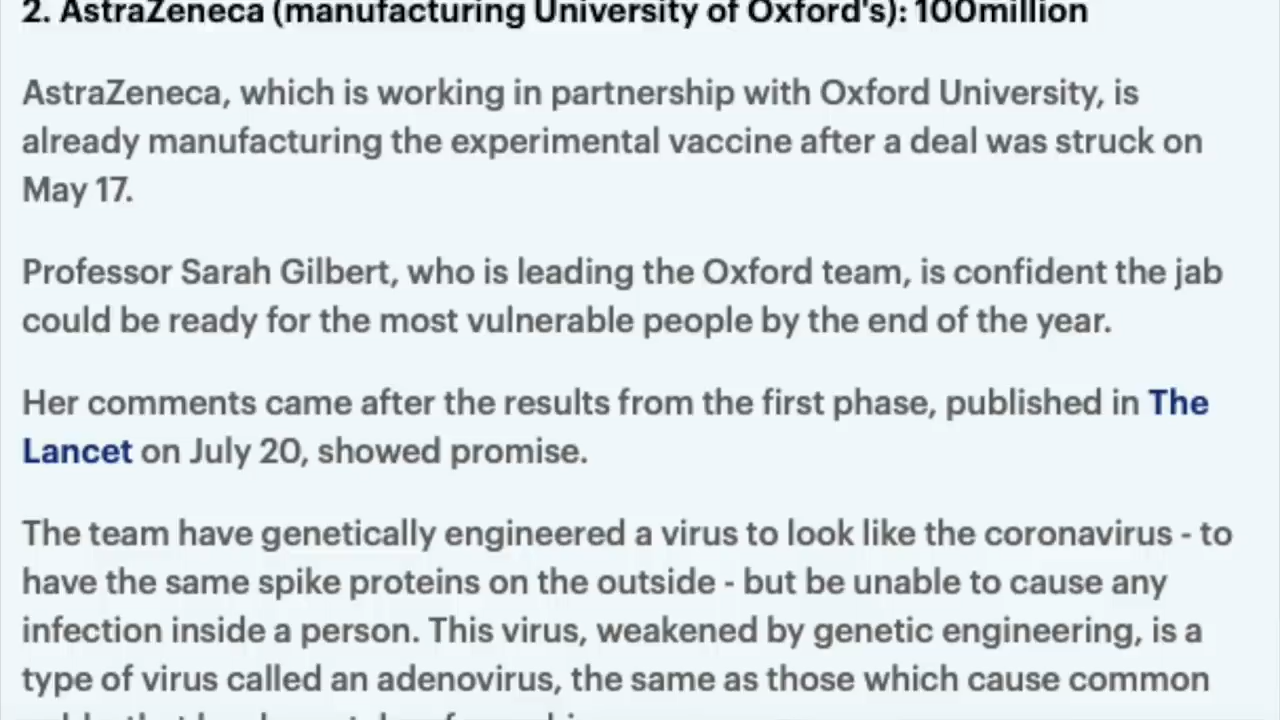 2. AstraZeneca (manufacturing University of Oxford's): 100million
AstraZeneca, which is working in partnership with Oxford University, is
already manufacturing the experimental vaccine after a deal was struck on
May 17.
Professor Sarah Gilbert, who is leading the Oxford team, is confident the jab
could be ready for the most vulnerable people by the end of the year.
Her comments came after the results from the first phase, published in The
Lancet on July 20, showed promise.
The team have genetically engineered a virus to look like the coronavirus - to
have the same spike proteins on the outside - but be unable to cause any
infection inside a person. This virus, weakened by genetic engineering, is a
type of virus called an adenovirus, the same as those which cause common